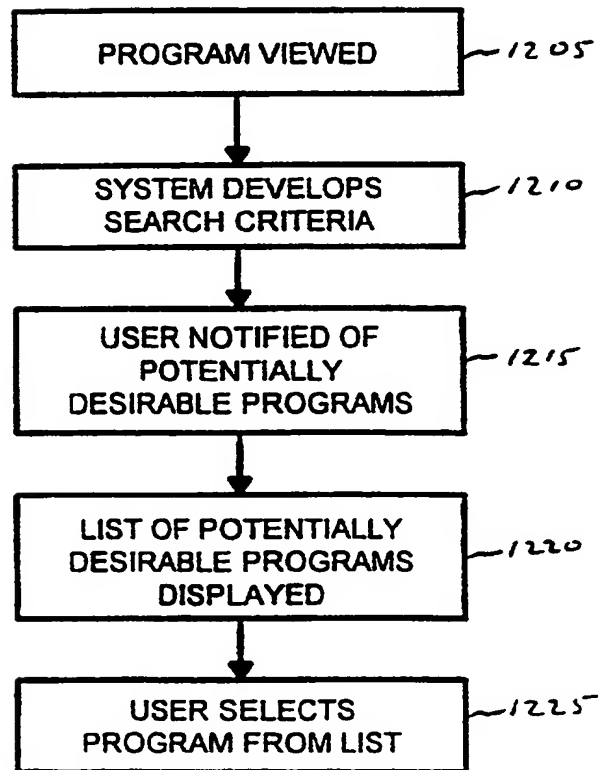 PROGRAM VIEWED
1205
SYSTEM DEVELOPS
SEARCH CRITERIA
1210
USER NOTIFIED OF
POTENTIALLY
DESIRABLE PROGRAMS
1215
LIST OF POTENTIALLY
DESIRABLE PROGRAMS
DISPLAYED
1220
USER SELECTS
PROGRAM FROM LIST
1225